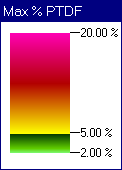 Max % PTDF
20.00 %
5.00 %
2.00 %